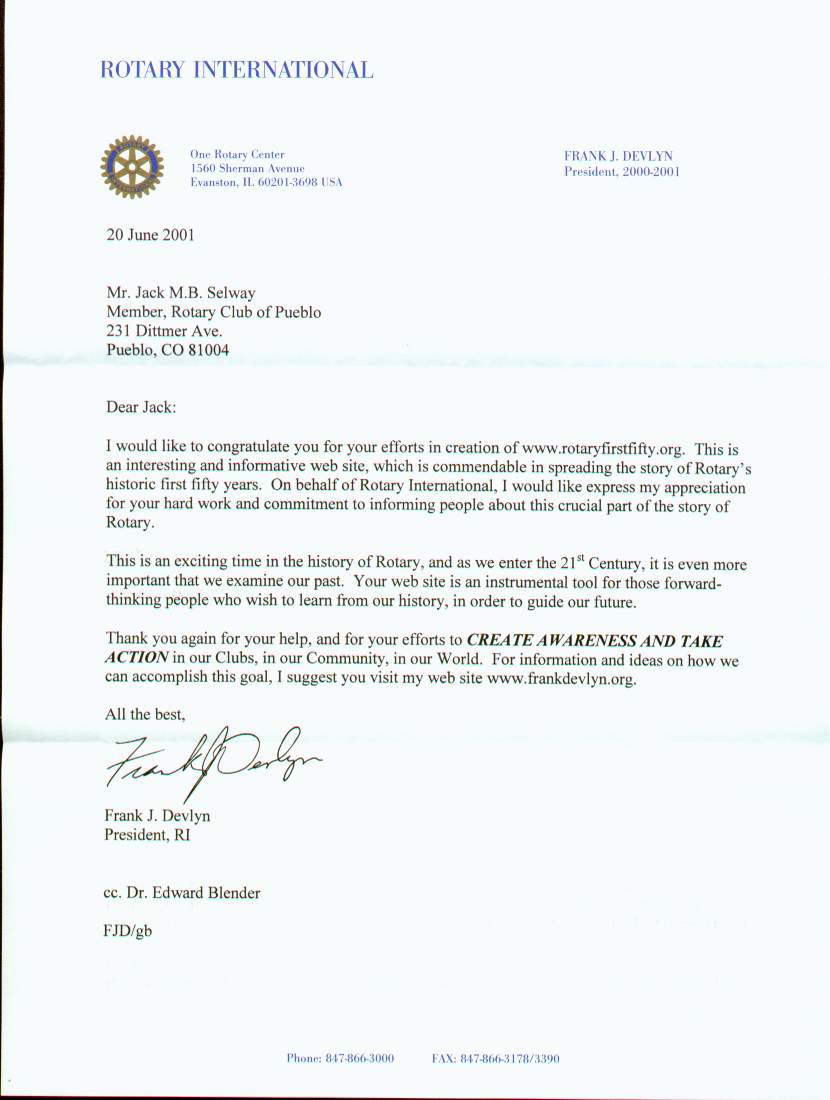 ROTARY INTERNATIONAL
One Rotary Center
1560 Sherman Avenue
Evanston, IL 60201-3698 USA
FRANK J. DEVLYN
President, 2000-2001
20 June 2001
Mr. Jack M.B. Selway
Member, Rotary Club of Pueblo
231 Dittmer Ave.
Pueblo, CO 81004
Dear Jack:
I would like to congratulate you for your efforts in creation of www.rotaryfirstfifty.org. This is
an interesting and informative web site, which is commendable in spreading the story of Rotary's
historic first fifty years. On behalf of Rotary International, I would like express my appreciation
for your hard work and commitment to informing people about this crucial part of the story of
Rotary.
This is an exciting time in the history of Rotary, and as we enter the 21st Century, it is even more
important that we examine our past. Your web site is an instrumental tool for those forward-
thinking people who wish to learn from our history, in order to guide our future.
Thank you again for your help, and for your efforts to CREATE AWARENESS AND TAKE
ACTION in our Clubs, in our Community, in our World. For information and ideas on how we
can accomplish this goal, I suggest you visit my web site www.frankdevlyn.org.
All the best,
Frank J Devlyn
Frank J. Devlyn
President, RI
cc. Dr. Edward Blender
FJD/gb
Phone: 847-866-3000 FAX: 847-866-3178/3390